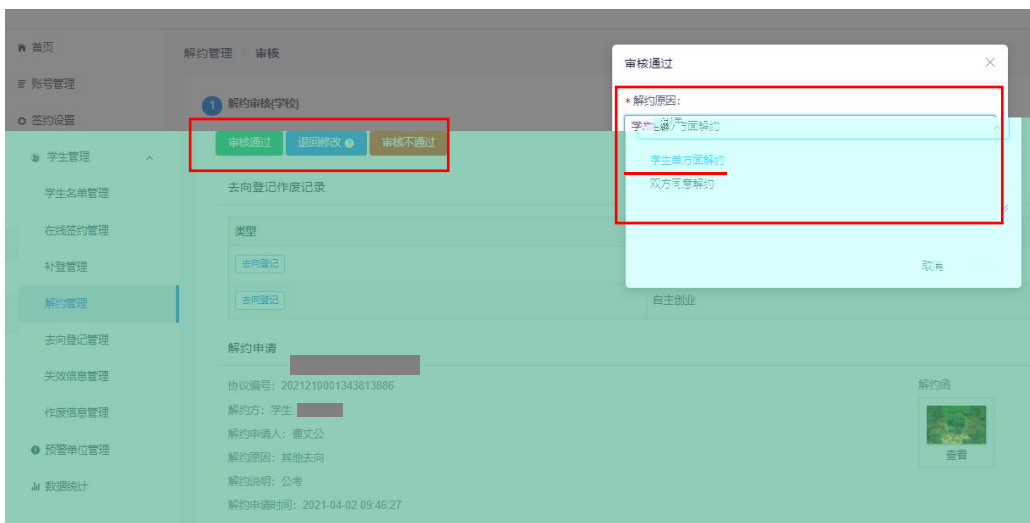 首页
账号管理
签约设置
学生管理
学生名单管理
在线签约管理
补登管理
解约管理
去向登记管理
失效信息管理
作废信息管理
预警单位管理
数据统计
解约管理 审核
1 解约审核(学校)
审核通过 退回修改 审核不通过
去向登记作废记录
类型
去向登记
去向登记 自主创业
解约申请
协议编号：2021210001343813886
解约方：学生
解约申请人：曹丈公
解约原因：其他去向
解约说明：公考
解约申请时间：2021-04-02 09:46:27
解约函
查看
审核通过
* 解约原因：
方面解约
学生单方面解约
双方同意解约
取消